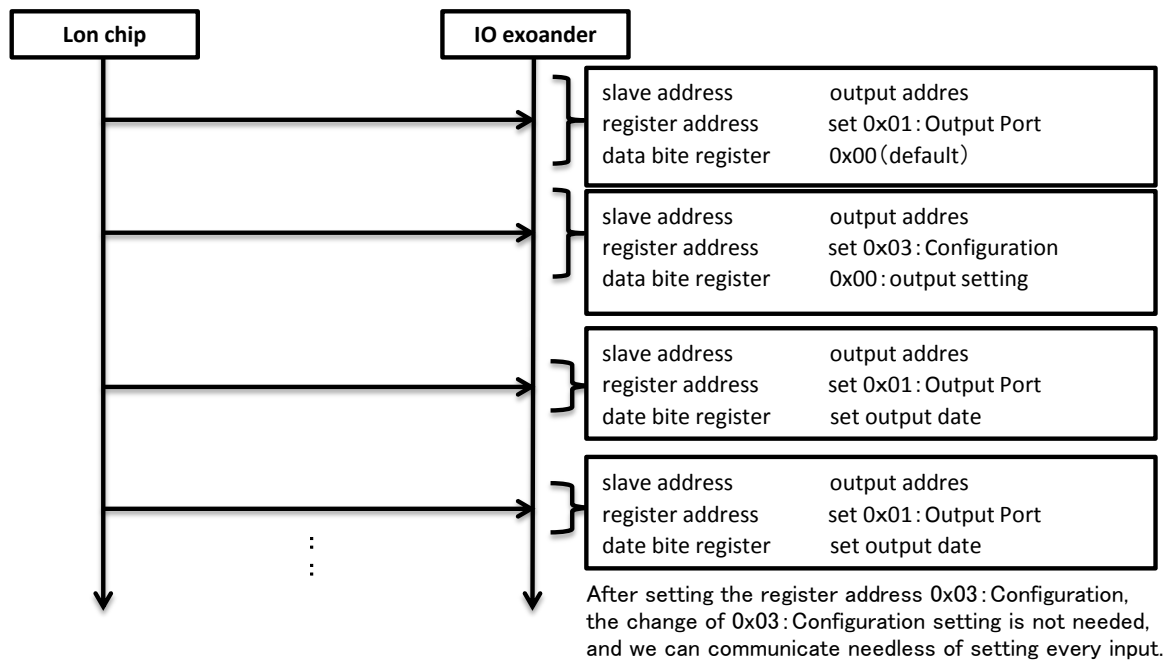 Lon chip
IO exoander
slave address output addres
register address set 0x01：Output Port
data bite register 0x00（default）
slave address output addres
register address set 0x03：Configuration
data bite register 0x00：output setting
slave address output addres
register address set 0x01：Output Port
date bite register set output date
slave address output addres
register address set 0x01：Output Port
date bite register set output date
After setting the register address 0x03：Configuration,
the change of 0x03：Configuration setting is not needed,
and we can communicate needless of setting every input.